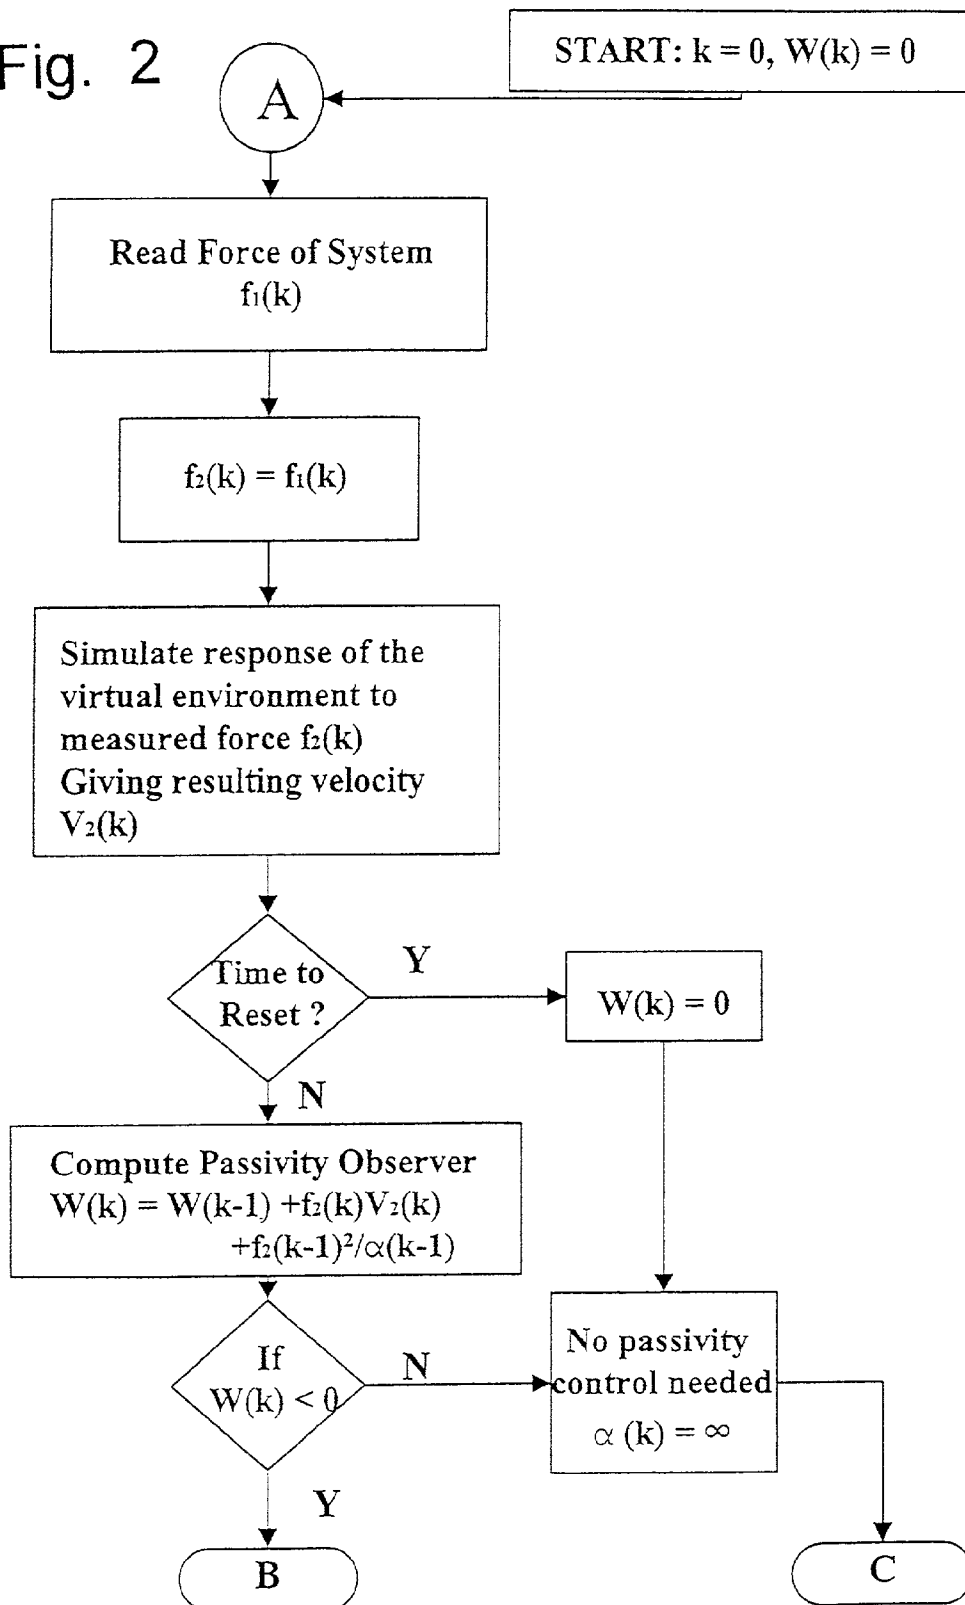 Fig. 2
START: k = 0, W(k) = 0
A
Read Force of System
f₁(k)
f₂(k) = f₁(k)
Simulate response of the
virtual environment to
measured force f₂(k)
Giving resulting velocity
V₂(k)
Time to
Reset ?
Y
W(k) = 0
N
Compute Passivity Observer
W(k) = W(k-1) +f₂(k)V₂(k)
+f₂(k-1)²/∝(k-1)
If
W(k) < 0
N
No passivity
control needed
∝ (k) = ∞
Y
B
C